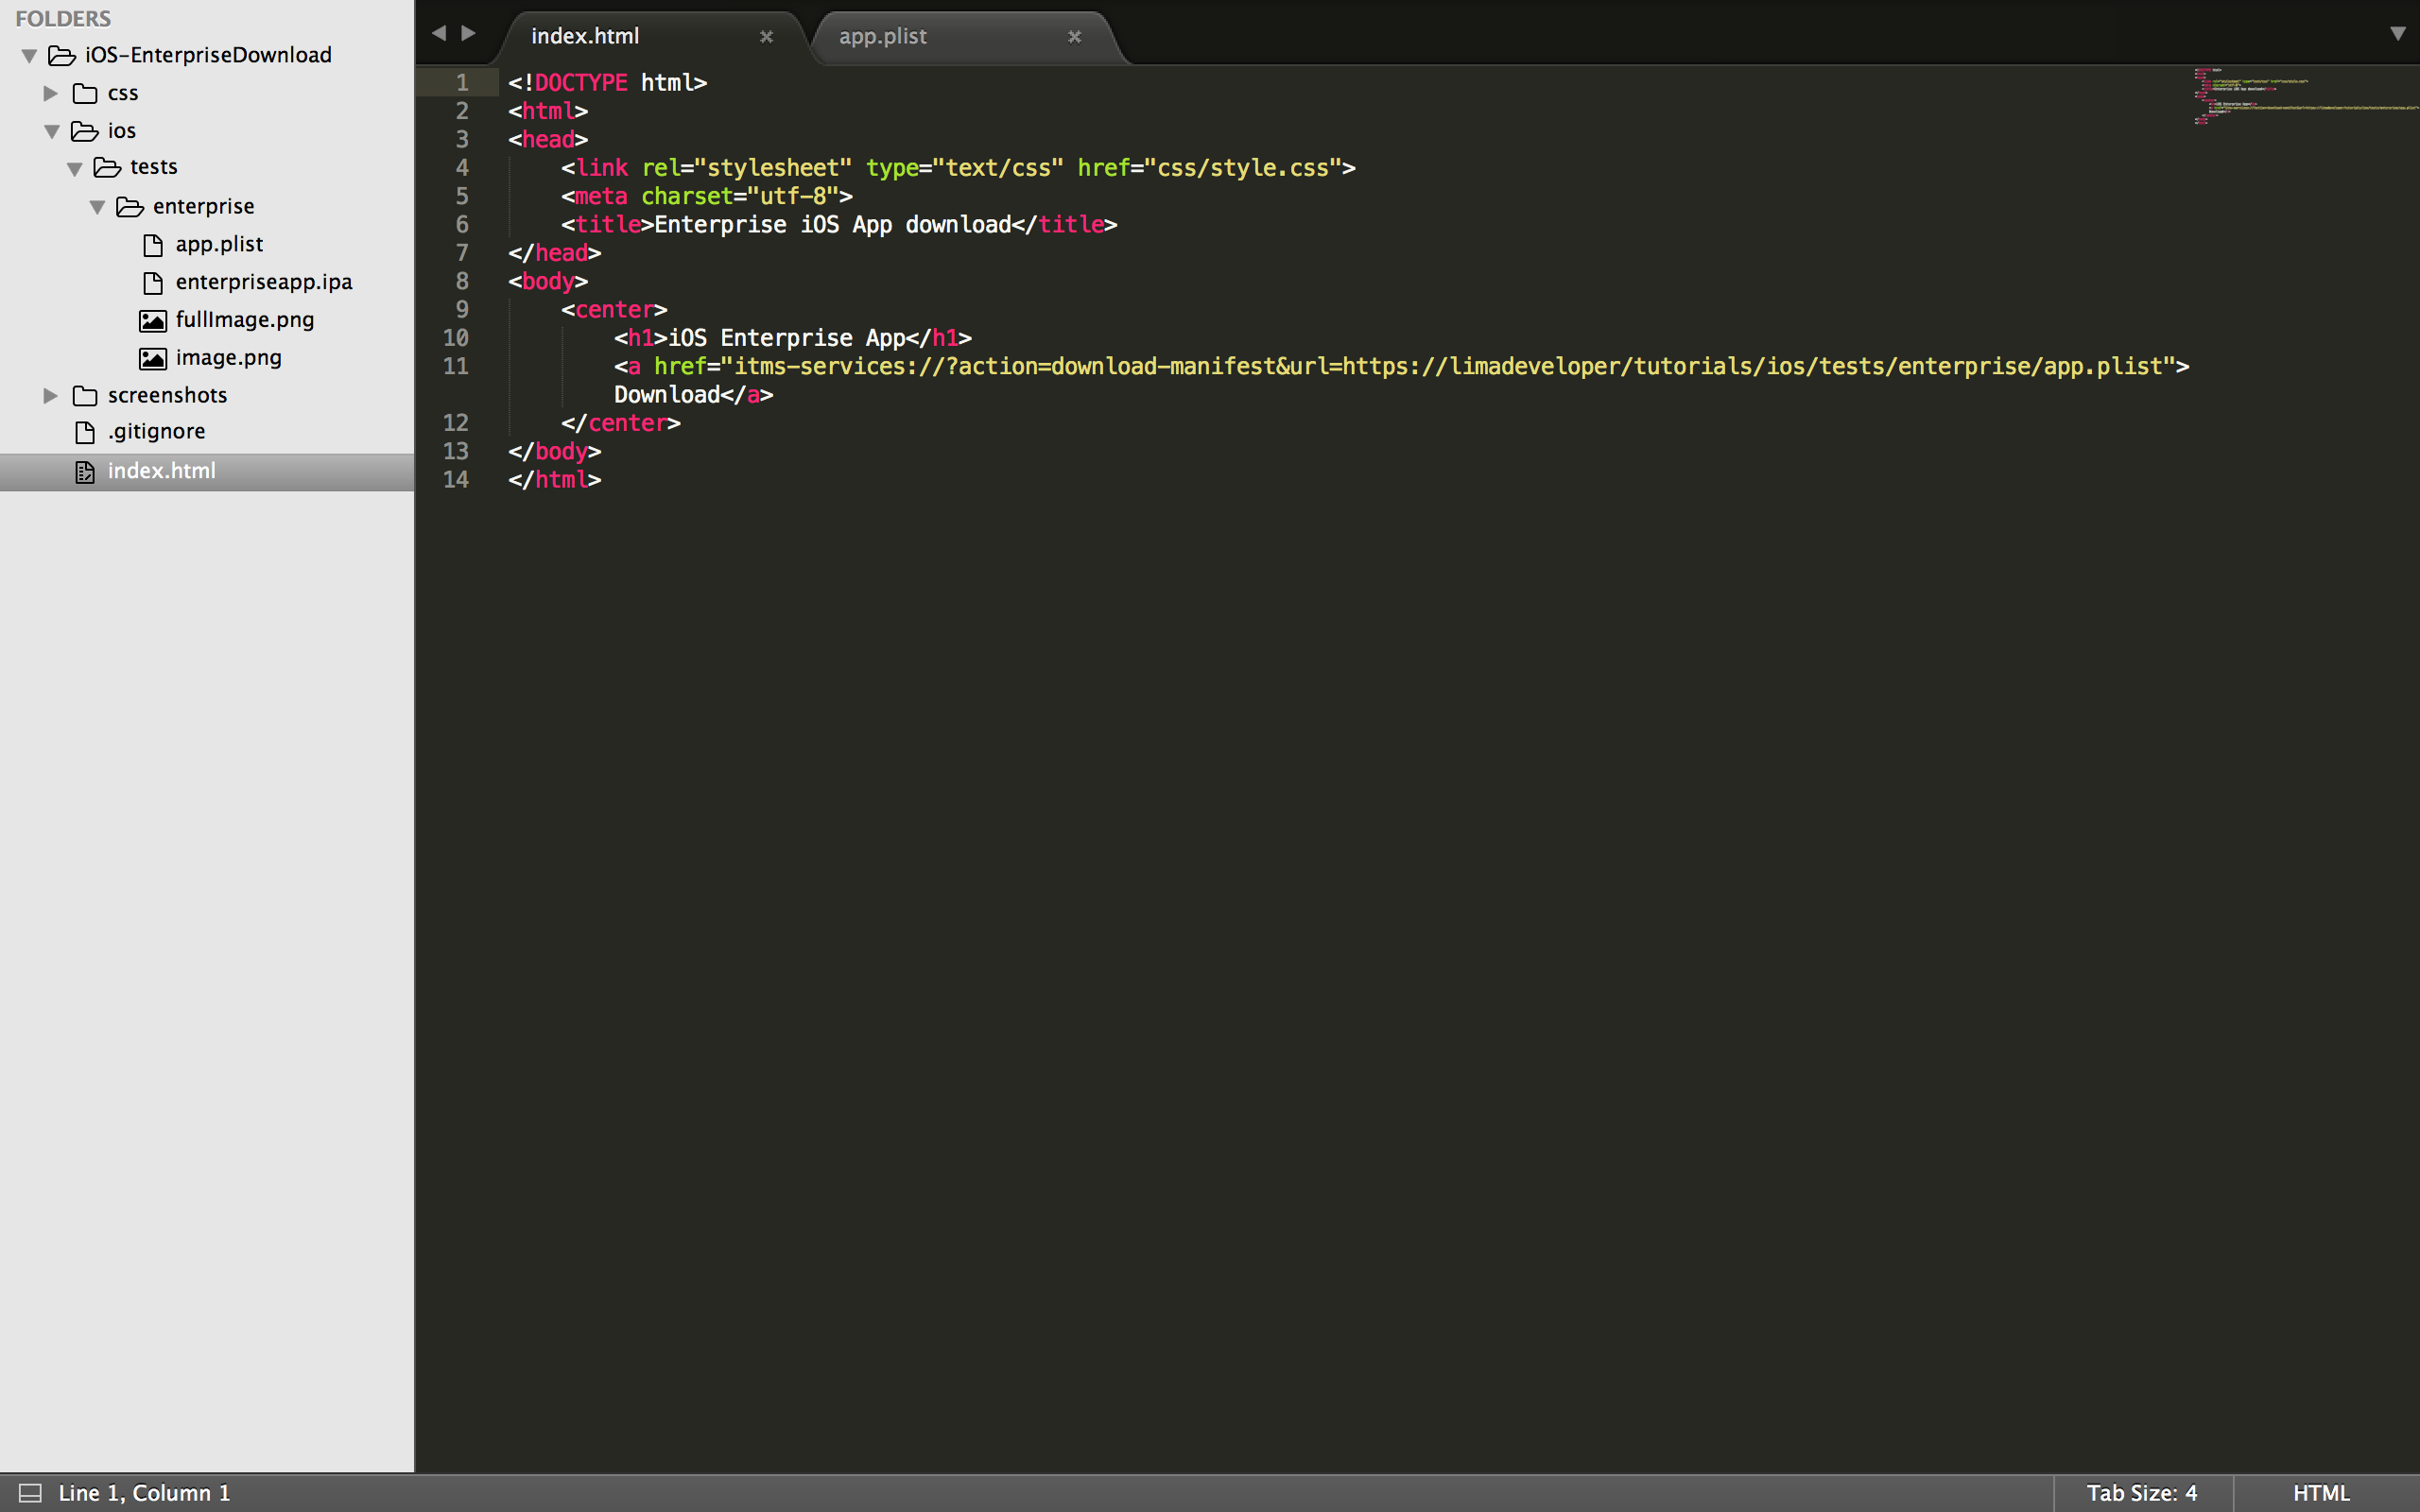 FOLDERS
iOS-EnterpriseDownload
css
ios
tests
enterprise
app.plist
enterpriseapp.ipa
fullImage.png
image.png
screenshots
.gitignore
index.html
index.html
app.plist
1 <!DOCTYPE html>
2 <html>
3 <head>
4 <link rel="stylesheet" type="text/css" href="css/style.css">
5 <meta charset="utf-8">
6 <title>Enterprise iOS App download</title>
7 </head>
8 <body>
9 <center>
10 <h1>iOS Enterprise App</h1>
11 <a href="itms-services://?action=download-manifest&url=https://limadeveloper/tutorials/ios/tests/enterprise/app.plist">
Download</a>
12 </center>
13 </body>
14 </html>
Line 1, Column 1
Tab Size: 4
HTML